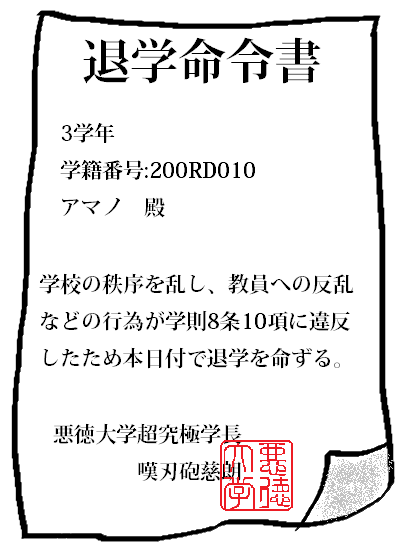 退学命令書
3学年
学籍番号:200RD010
アマノ　殿
学校の秩序を乱し、教員への反乱
などの行為が学則8条10項に違反
したため本日付で退学を命ずる。
悪徳大学超究極学長
嘆刃砲慈朗
悪徳
大学